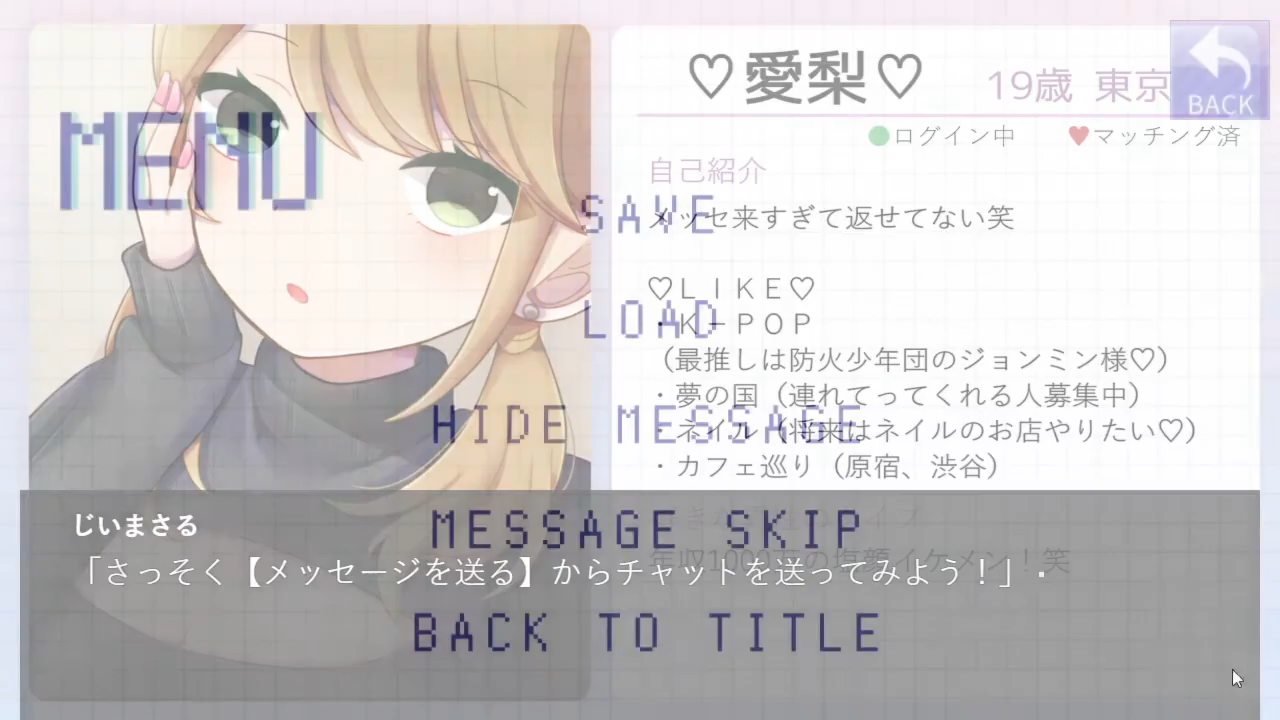 ♡愛梨♡
19歳 東京
BACK
MENU
ログイン中
マッチング済
自己紹介
SAVE
メッセ来すぎて返せてない笑
♡ＬＩＫＥ♡
LOAD
・Ｋ－ＰＯＰ
（最推しは防火少年団のジョンミン様♡）
・夢の国（連れてってくれる人募集中）
HIDE MESSAGE
・ネイル（将来はネイルのお店やりたい♡）
・カフェ巡り（原宿、渋谷）
じいまさる
MESSAGE SKIP
年収1000万の塩顔イケメン！笑
「さっそく【メッセージを送る】からチャットを送ってみよう！」
BACK TO TITLE